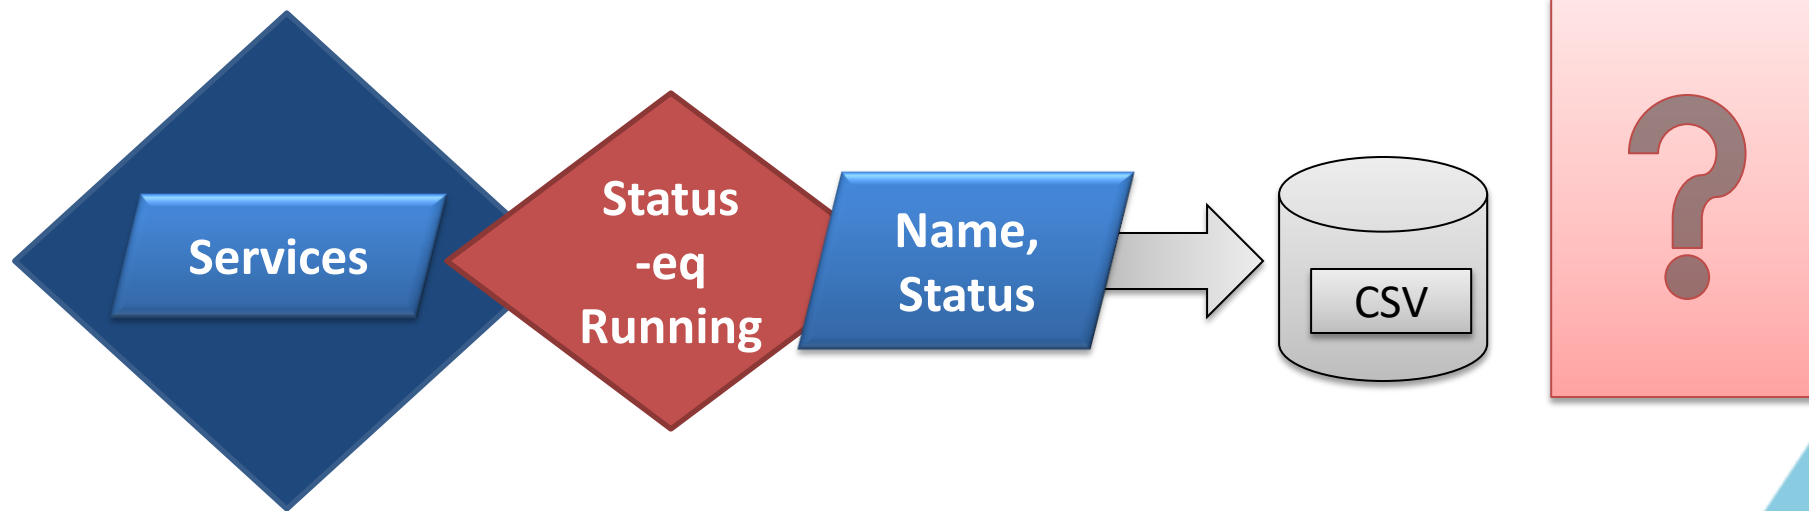 Services
Status
-eq
Running
Name,
Status
CSV
?